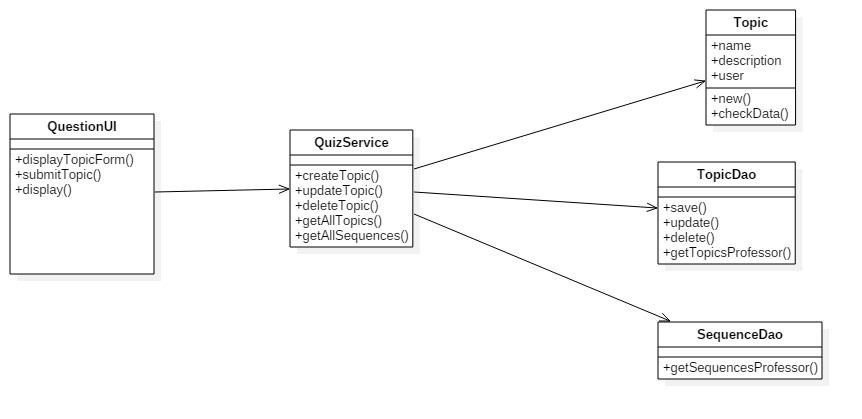 QuestionUI
+displayTopicForm()
+submitTopic()
+display()
QuizService
+createTopic()
+updateTopic()
+deleteTopic()
+getAllTopics()
+getAllSequences()
Topic
+name
+description
+user
+new()
+checkData()
TopicDao
+save()
+update()
+delete()
+getTopicsProfessor()
SequenceDao
+getSequencesProfessor()